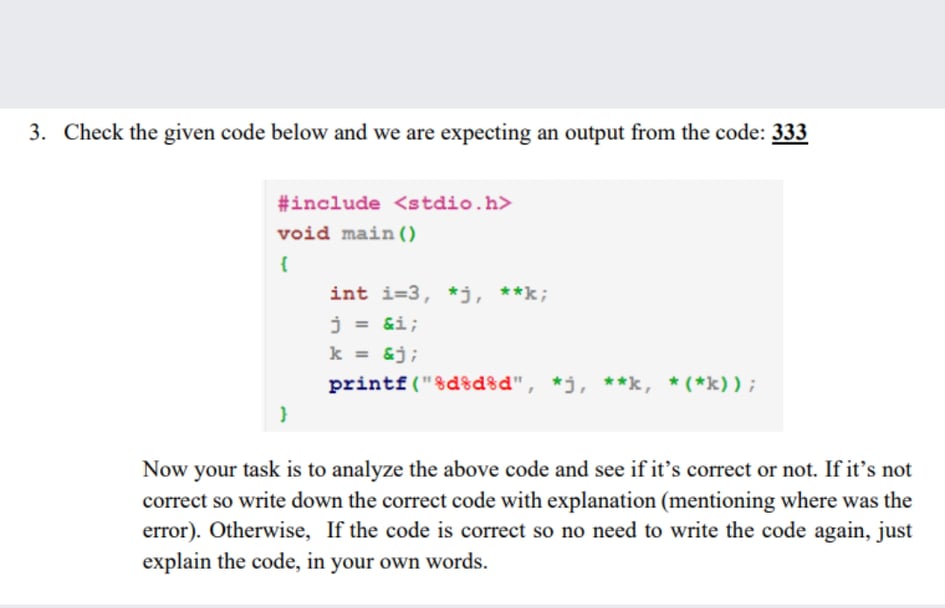 3. Check the given code below and we are expecting an output from the code: 333
#include <stdio.h>
void main()
{
    int i=3, *j, **k;
    j = &i;
    k = &j;
    printf("%d%d%d", *j, **k, *(*k));
}
Now your task is to analyze the above code and see if it’s correct or not. If it’s not
correct so write down the correct code with explanation (mentioning where was the
error). Otherwise, If the code is correct so no need to write the code again, just
explain the code, in your own words.